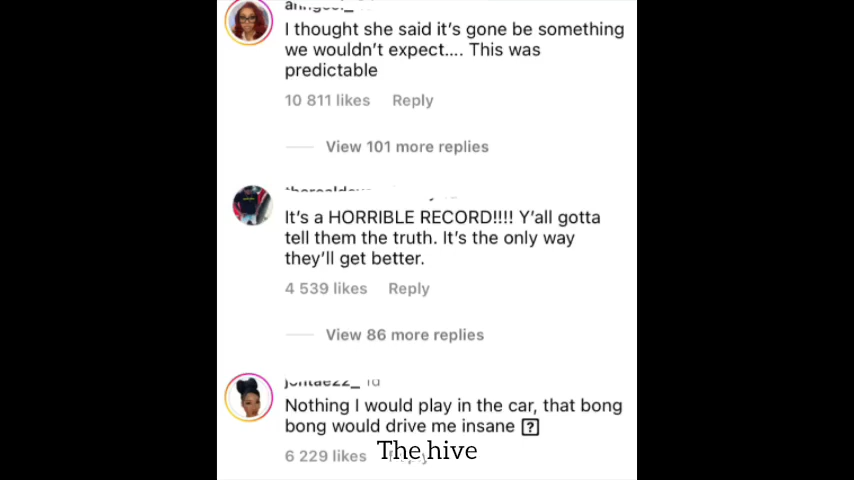 I thought she said it's gone be something
we wouldn't expect.... This was
predictable
10 811 likes Reply
View 101 more replies
It's a HORRIBLE RECORD!!!! Y'all gotta
tell them the truth. It's the only way
they'll get better.
4 539 likes Reply
View 86 more replies
1d
Nothing I would play in the car, that bong
bong would drive me insane ?
The hive
6 229 likes Reply